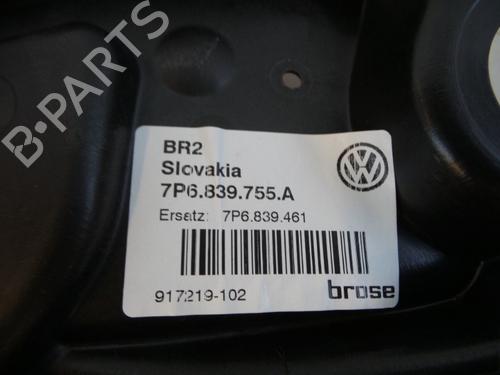 B-PARTS
BR2
Slovakia
7P6.839.755.A
Ersatz: 7P6.839.461
917219-102
brose